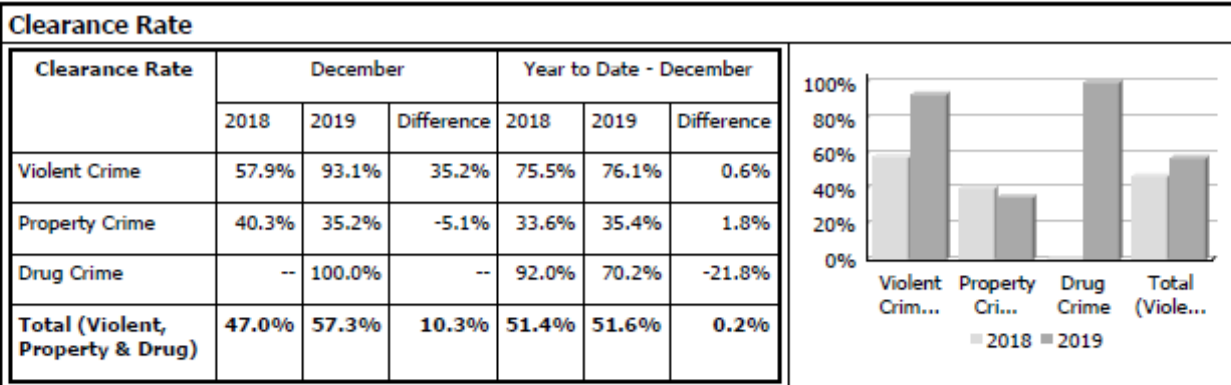 Clearance Rate
Clearance Rate December Year to Date - December
2018 2019 Difference 2018 2019 Difference
Violent Crime 57.9% 93.1% 35.2% 75.5% 76.1% 0.6%
Property Crime 40.3% 35.2% -5.1% 33.6% 35.4% 1.8%
Drug Crime -- 100.0% -- 92.0% 70.2% -21.8%
Total (Violent,
Property & Drug) 47.0% 57.3% 10.3% 51.4% 51.6% 0.2%
100%
80%
60%
40%
20%
0%
Violent Property Drug Total
Crim... Cri... Crime (Viole...
2018 2019